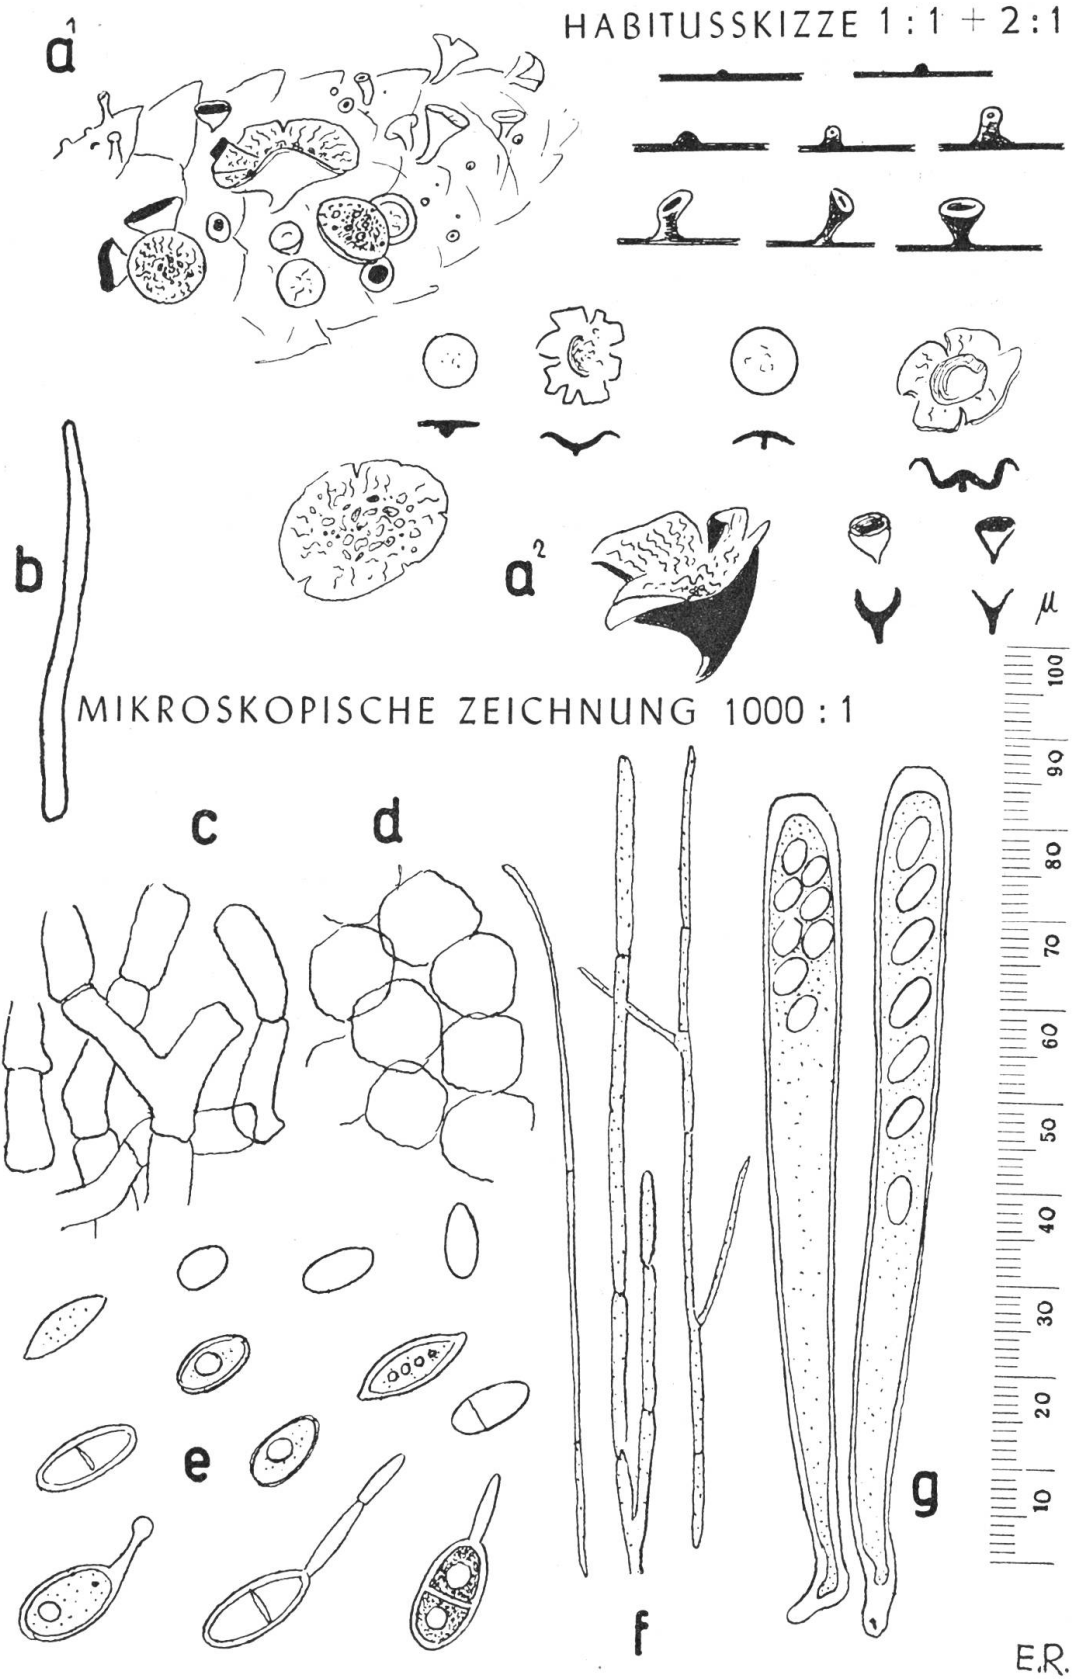 HABITUSSKIZZE 1 : 1 + 2 : 1
a¹
b
a²
µ
MIKROSKOPISCHE ZEICHNUNG 1000 : 1
c
d
100
90
80
70
60
50
40
30
20
10
e
f
g
E.R.